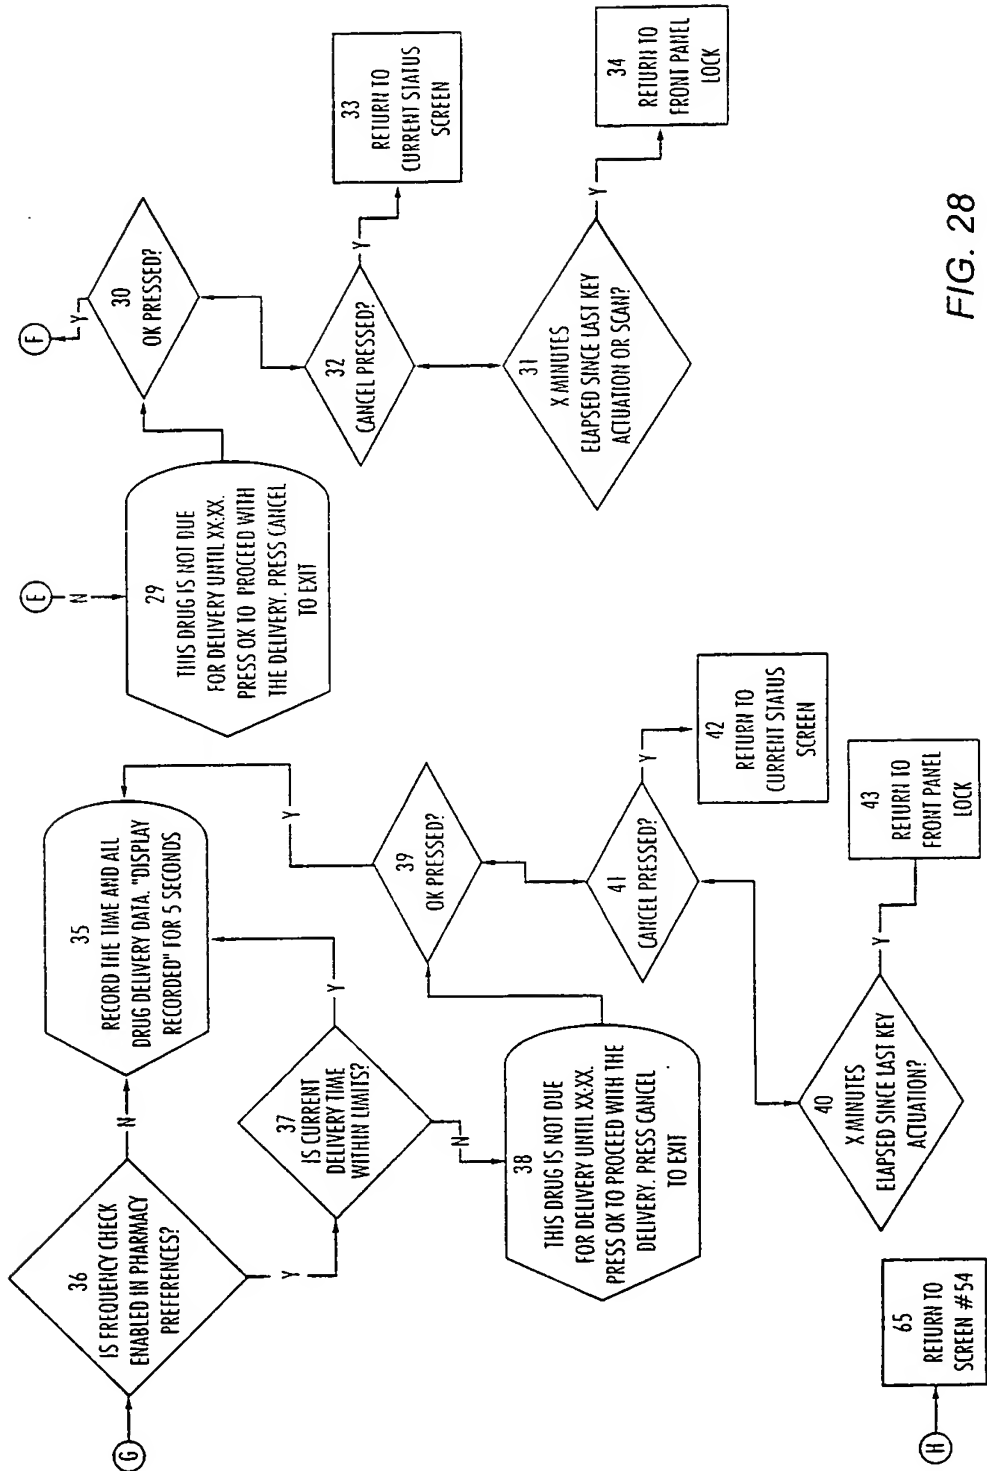 G
36
IS FREQUENCY CHECK
ENABLED IN PHARMACY
PREFERENCES?
N
Y
35
RECORD THE TIME AND ALL
DRUG DELIVERY DATA. "DISPLAY
RECORDED" FOR 5 SECONDS
37
IS CURRENT
DELIVERY TIME
WITHIN LIMITS?
Y
N
38
THIS DRUG IS NOT DUE
FOR DELIVERY UNTIL XX:XX.
PRESS OK TO PROCEED WITH THE
DELIVERY. PRESS CANCEL
TO EXIT
39
OK PRESSED?
Y
41
CANCEL PRESSED?
Y
42
RETURN TO
CURRENT STATUS
SCREEN
40
X MINUTES
ELAPSED SINCE LAST KEY
ACTUATION?
Y
43
RETURN TO
FRONT PANEL
LOCK
H
65
RETURN TO
SCREEN #54
E
N
29
THIS DRUG IS NOT DUE
FOR DELIVERY UNTIL XX:XX.
PRESS OK TO PROCEED WITH
THE DELIVERY. PRESS CANCEL
TO EXIT
F
Y
30
OK PRESSED?
32
CANCEL PRESSED?
Y
33
RETURN TO
CURRENT STATUS
SCREEN
31
X MINUTES
ELAPSED SINCE LAST KEY
ACTUATION OR SCAN?
Y
34
RETURN TO
FRONT PANEL
LOCK
FIG. 28